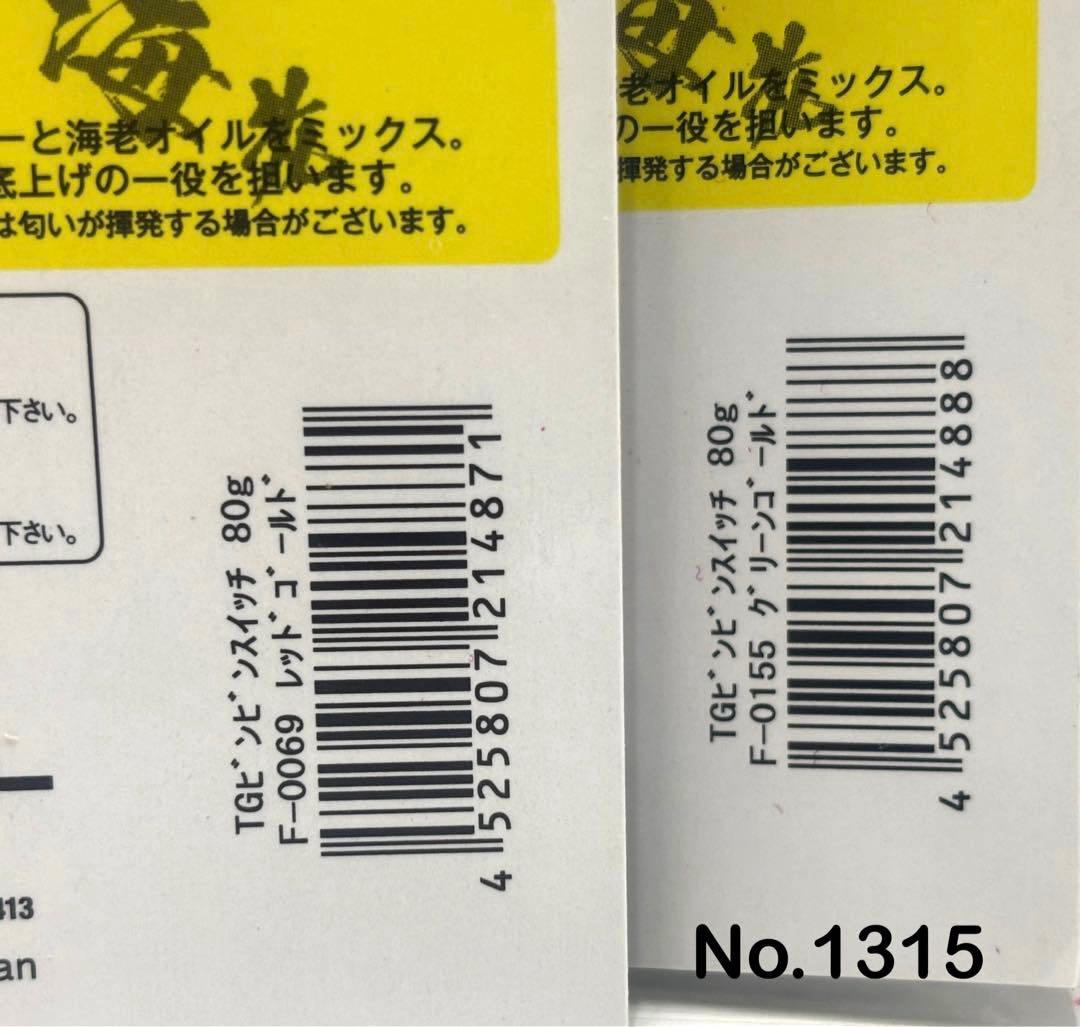 海老
ーと海老オイルをミックス。
底上げの一役を担います。
は匂いが揮発する場合がございます。
下さい。
下さい。
TGﾋﾞﾝﾋﾞﾝスイッチ 80g
F-0069 レッドｺﾞｰルﾄﾞ
4 525807 214871
413
an
海老
老オイルをミックス。
の一役を担います。
揮発する場合がございます。
TGﾋﾞﾝﾋﾞﾝスイッチ 80g
F-0155 ｸﾞリーンｺﾞｰルﾄﾞ
4 525807 214888
No.1315